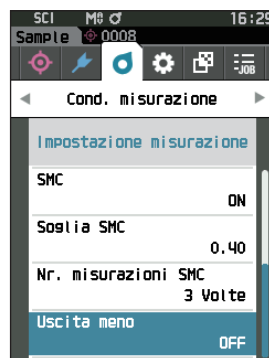 SCI M 16:29
Sample 0008
-JOB
Cond. misurazione
Impostazione misurazione
SMC
ON
Soglia SMC
0.40
Nr. misurazioni SMC
3 Volte
Uscita meno
OFF